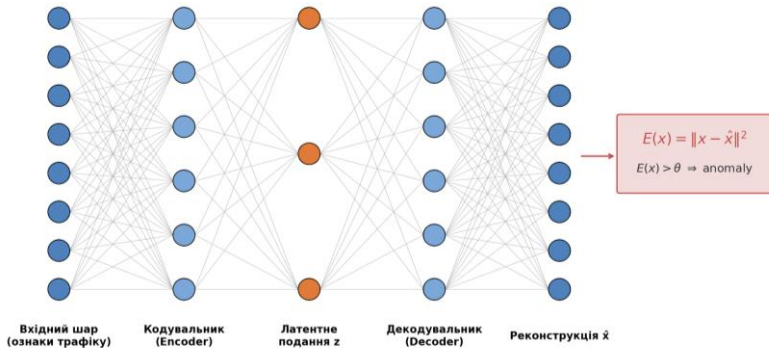 E(x) = ‖x − x̂‖²
E(x) > θ ⇒ anomaly
Вхідний шар
(ознаки трафіку)
Кодувальник
(Encoder)
Латентне
подання z
Декодувальник
(Decoder)
Реконструкція x̂